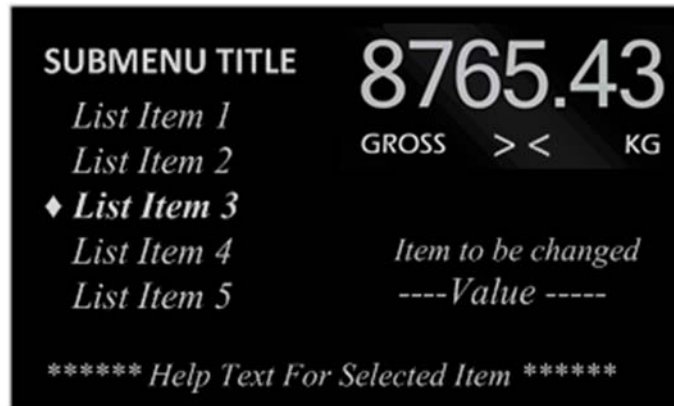 SUBMENU TITLE
List Item 1
List Item 2
♦ List Item 3
List Item 4
List Item 5
8765.43
GROSS > < KG
Item to be changed
----Value -----
****** Help Text For Selected Item ******